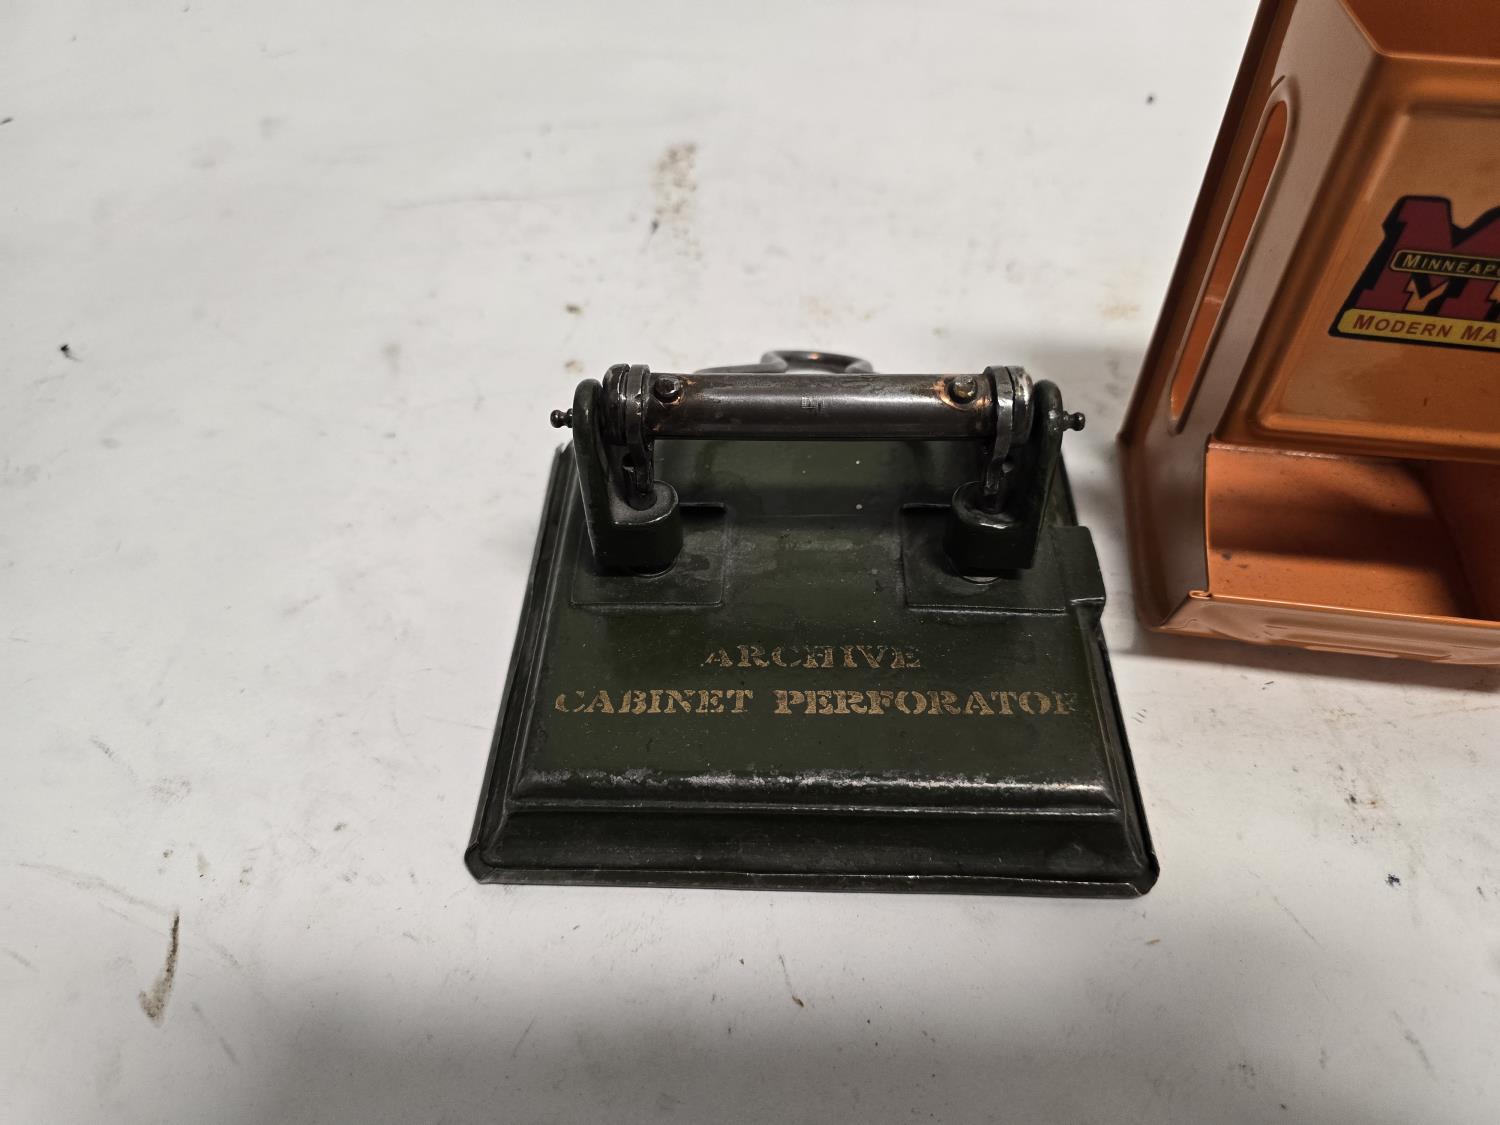 ARCHIVE
CABINET PERFORATOR
MINNEAP
MODERN MA